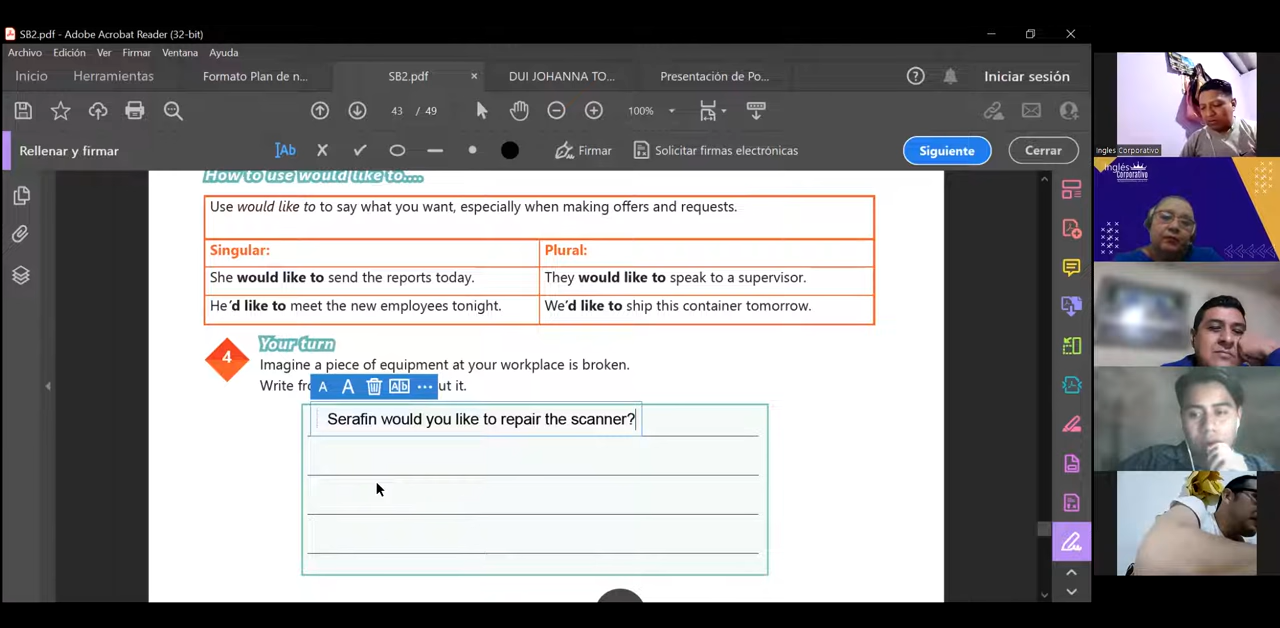 SB2.pdf - Adobe Acrobat Reader (32-bit)
Archivo Edición Ver Firmar Ventana Ayuda
Inicio Herramientas Formato Plan de n... SB2.pdf × DUI JOHANNA TO... Presentación de Po... Iniciar sesión
43 / 49 100%
Rellenar y firmar Ab Firmar Solicitar firmas electrónicas Siguiente Cerrar
How to use would like to....
Use would like to to say what you want, especially when making offers and requests.
Singular: Plural:
She would like to send the reports today. They would like to speak to a supervisor.
He'd like to meet the new employees tonight. We'd like to ship this container tomorrow.
4 Your turn
Imagine a piece of equipment at your workplace is broken.
Write fr
ut it.
A A Ab
Serafin would you like to repair the scanner?
Ingles Corporativo
Inglés
Corporativo